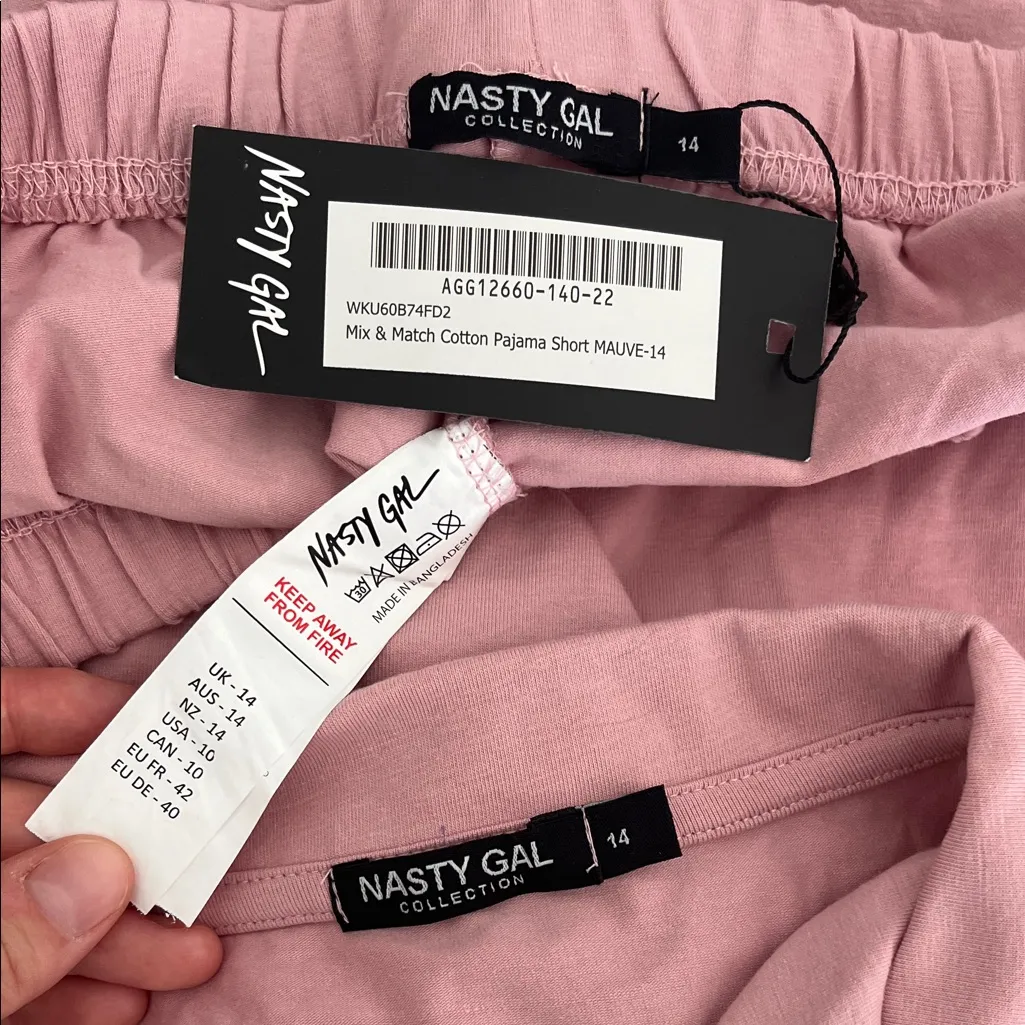 NASTY GAL
COLLECTION
14
NASTY GAL
AGG12660-140-22
WKU60B74FD2
Mix & Match Cotton Pajama Short MAUVE-14
NASTY GAL
30
MADE IN BANGLADESH
KEEP AWAY
FROM FIRE
UK - 14
AUS - 14
NZ - 14
USA - 10
CAN - 10
EU FR - 42
EU DE - 40
NASTY GAL
COLLECTION
14